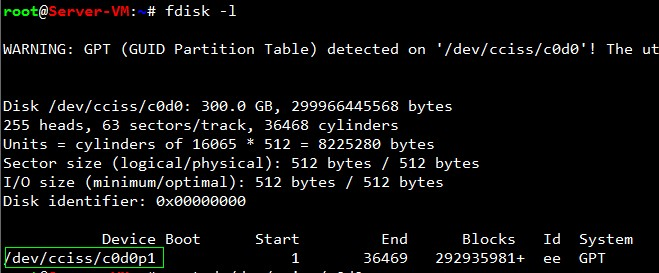 root@Server-VM:~# fdisk -l
WARNING: GPT (GUID Partition Table) detected on '/dev/cciss/c0d0'! The ut
Disk /dev/cciss/c0d0: 300.0 GB, 299966445568 bytes
255 heads, 63 sectors/track, 36468 cylinders
Units = cylinders of 16065 * 512 = 8225280 bytes
Sector size (logical/physical): 512 bytes / 512 bytes
I/O size (minimum/optimal): 512 bytes / 512 bytes
Disk identifier: 0x00000000
Device Boot Start End Blocks Id System
/dev/cciss/c0d0p1 1 36469 292935981+ ee GPT